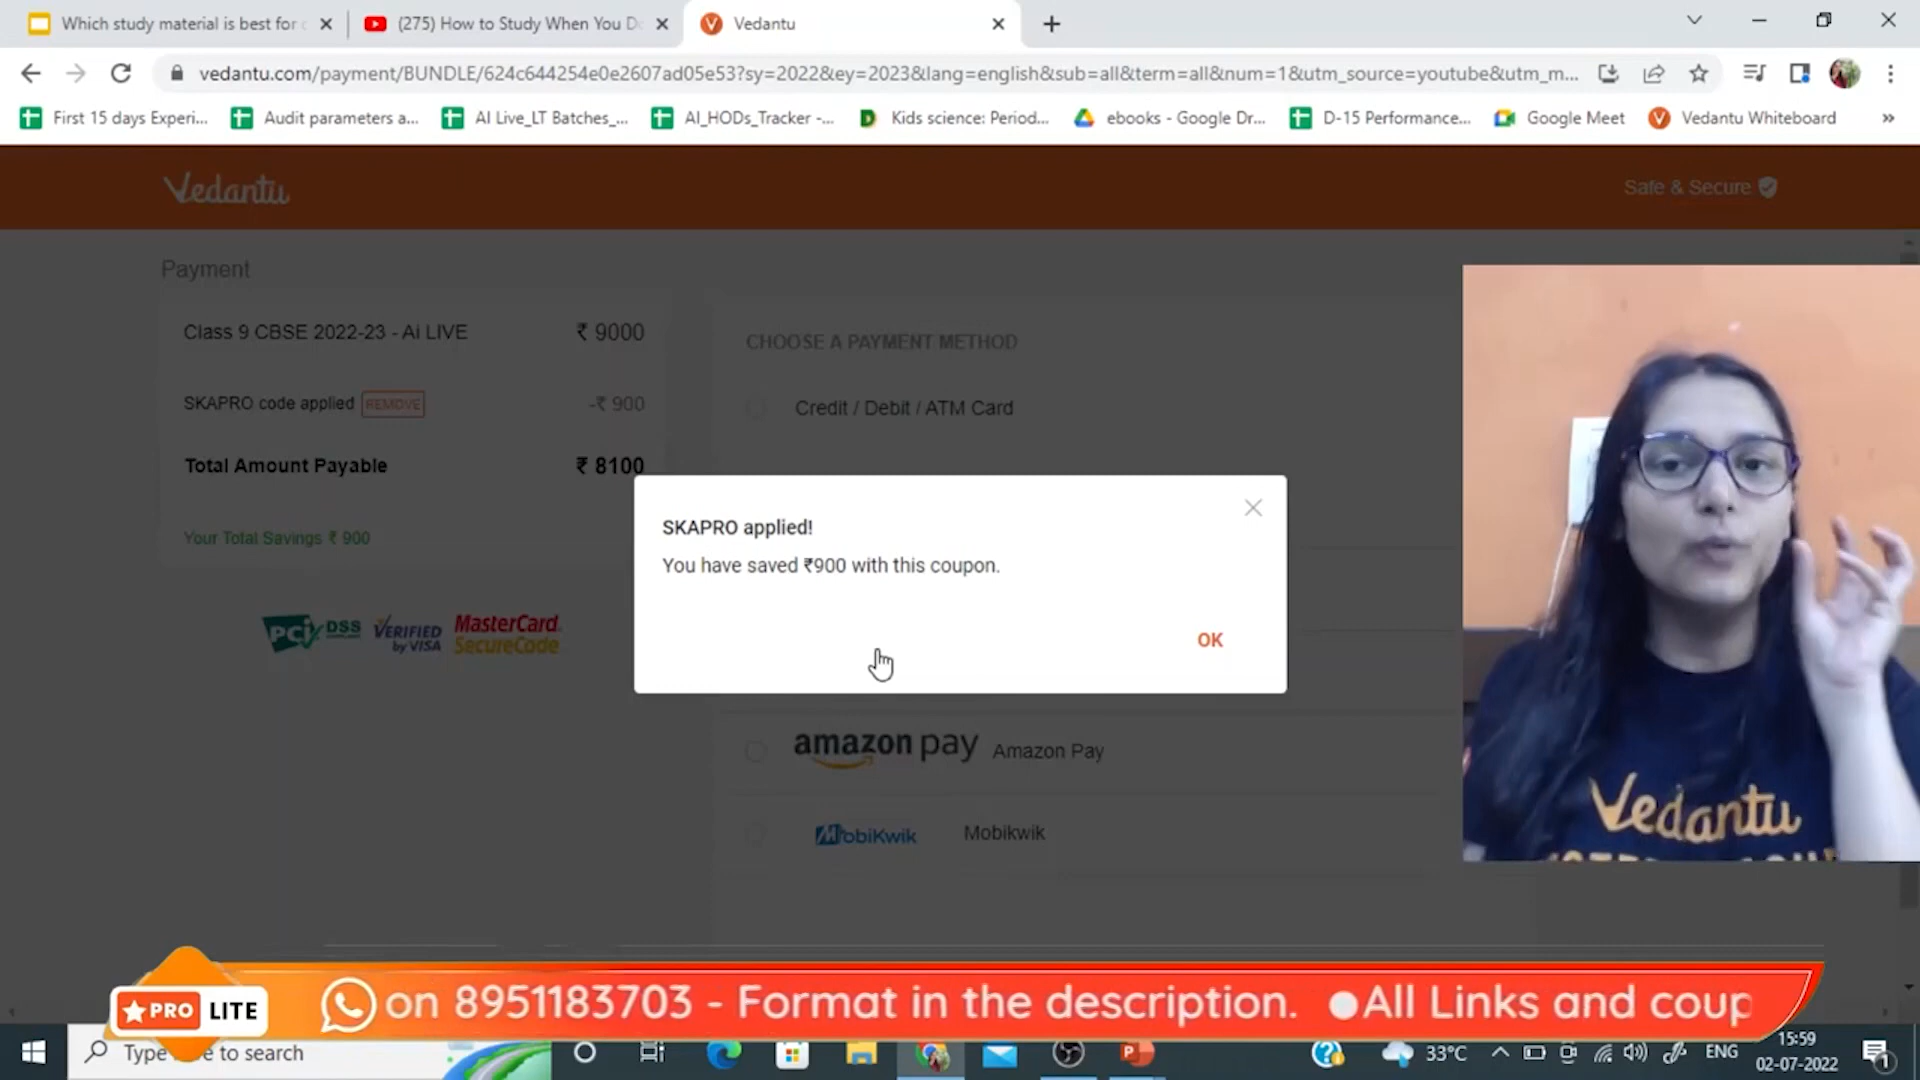 Which study material is best for c
(275) How to Study When You Do
Vedantu
vedantu.com/payment/BUNDLE/624c644254e0e2607ad05e53?sy=2022&ey=2023&lang=english&sub=all&term=all&num=1&utm_source=youtube&utm_m...
First 15 days Experi...
Audit parameters a...
AI Live_LT Batches_...
AI_HODs_Tracker -...
Kids science: Period...
ebooks - Google Dr...
D-15 Performance...
Google Meet
Vedantu Whiteboard
Vedantu
Safe & Secure
Payment
Class 9 CBSE 2022-23 - Ai LIVE
₹ 9000
SKAPRO code applied REMOVE
-₹ 900
Total Amount Payable
₹ 8100
Your Total Savings ₹ 900
PCI DSS
VERIFIED by VISA
MasterCard SecureCode
CHOOSE A PAYMENT METHOD
Credit / Debit / ATM Card
SKAPRO applied!
You have saved ₹900 with this coupon.
OK
amazon pay Amazon Pay
MobiKwik Mobikwik
Vedantu
PRO LITE
on 8951183703 - Format in the description. ●All Links and coup
Type to search
33°C
ENG
15:59
02-07-2022
1